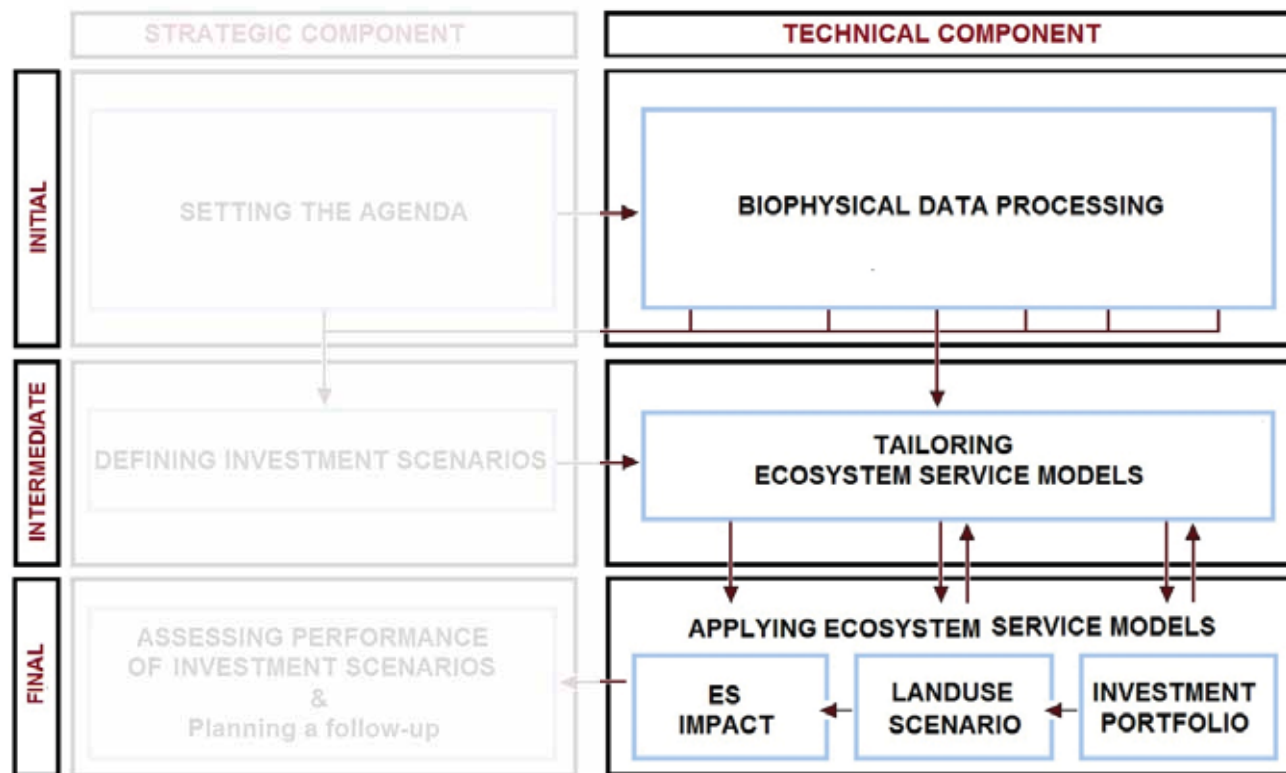 STRATEGIC COMPONENT
TECHNICAL COMPONENT
INITIAL
SETTING THE AGENDA
BIOPHYSICAL DATA PROCESSING
INTERMEDIATE
DEFINING INVESTMENT SCENARIOS
TAILORING
ECOSYSTEM SERVICE MODELS
FINAL
ASSESSING PERFORMANCE
OF INVESTMENT SCENARIOS
&
Planning a follow-up
APPLYING ECOSYSTEM SERVICE MODELS
ES
IMPACT
LANDUSE
SCENARIO
INVESTMENT
PORTFOLIO